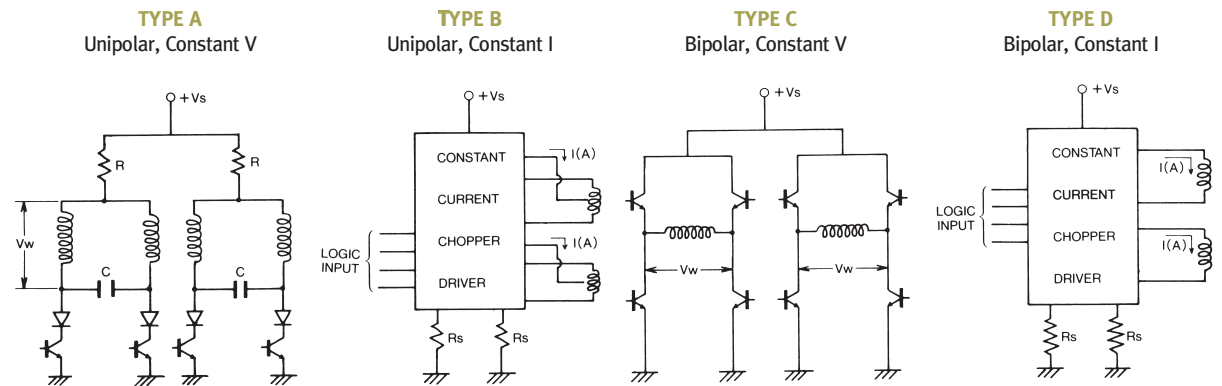 TYPE A
Unipolar, Constant V
+Vs
R
R
Vw
C
C
TYPE B
Unipolar, Constant I
+Vs
CONSTANT
CURRENT
CHOPPER
DRIVER
LOGIC
INPUT
I(A)
I(A)
Rs
Rs
TYPE C
Bipolar, Constant V
+Vs
Vw
Vw
TYPE D
Bipolar, Constant I
+Vs
CONSTANT
CURRENT
CHOPPER
DRIVER
LOGIC
INPUT
I(A)
I(A)
Rs
Rs